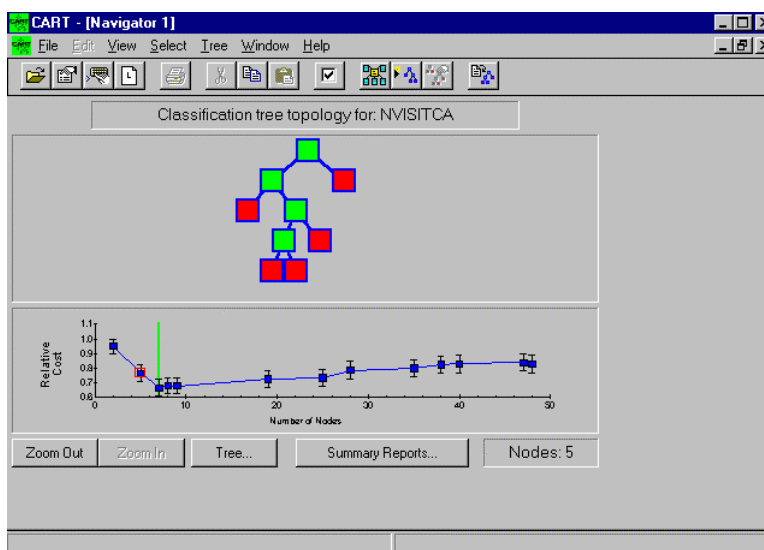 CART - [Navigator 1]
File Edit View Select Tree Window Help
Classification tree topology for: NVISITCA
Relative
Cost
1.1
1.0
0.9
0.8
0.7
0.6
0 10 20 30 40 50
Number of Nodes
Zoom Out Zoom In Tree... Summary Reports... Nodes: 5